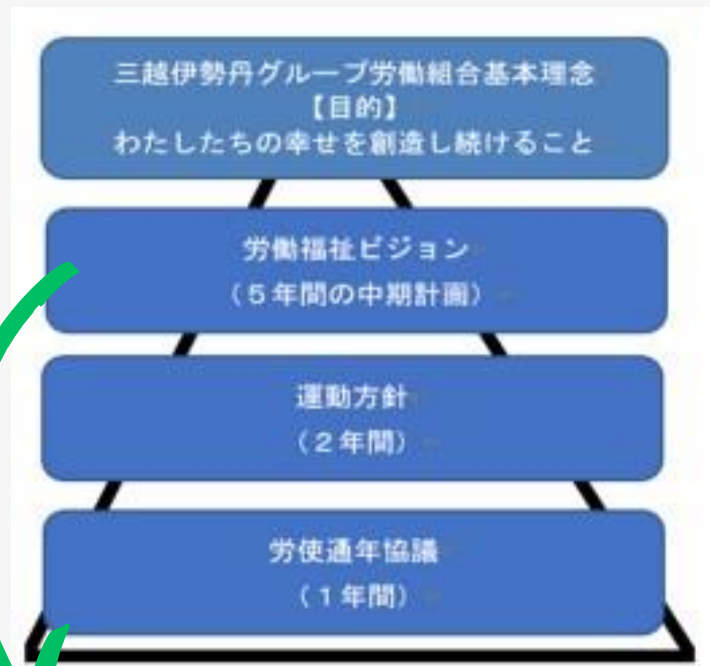 三越伊勢丹グループ労働組合基本理念
【目的】
わたしたちの幸せを創造し続けること
労働福祉ビジョン
（５年間の中期計画）
運動方針
（２年間）
労使通年協議
（１年間）